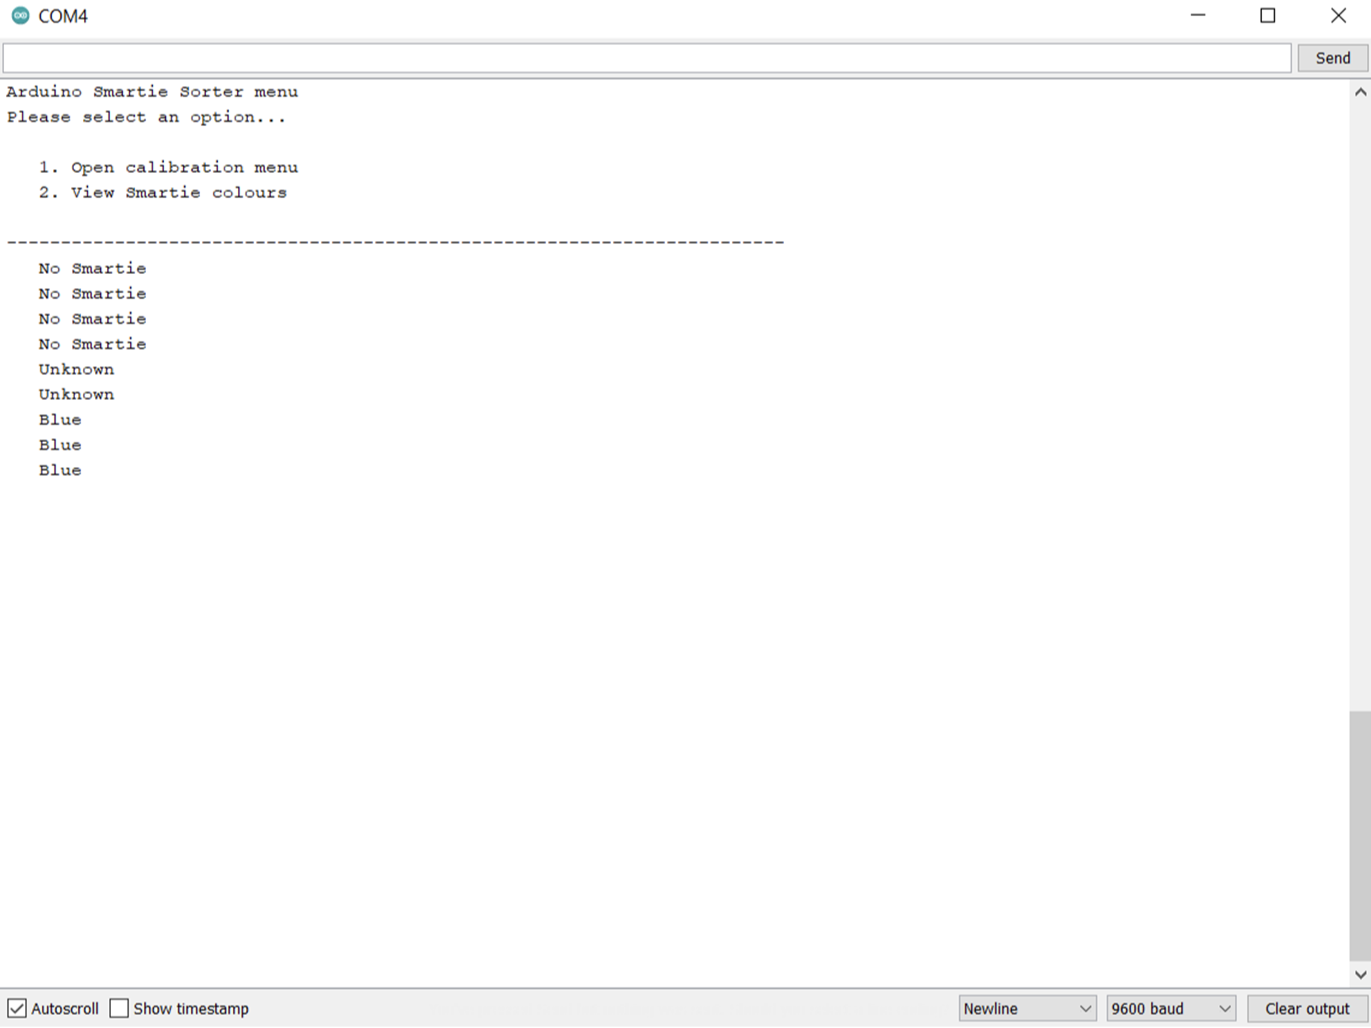 COM4
Send
Arduino Smartie Sorter menu
Please select an option...
1. Open calibration menu
2. View Smartie colours
------------------------------------------------------------------------
No Smartie
No Smartie
No Smartie
No Smartie
Unknown
Unknown
Blue
Blue
Blue
Autoscroll Show timestamp Newline 9600 baud Clear output